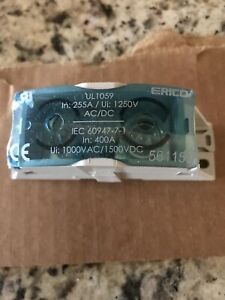 UL1059
In: 255A / Ui: 1250V
AC/DC
ERICO
IEC 60947-7-1
In: 400A
Ui: 1000VAC/1500VDC
CE